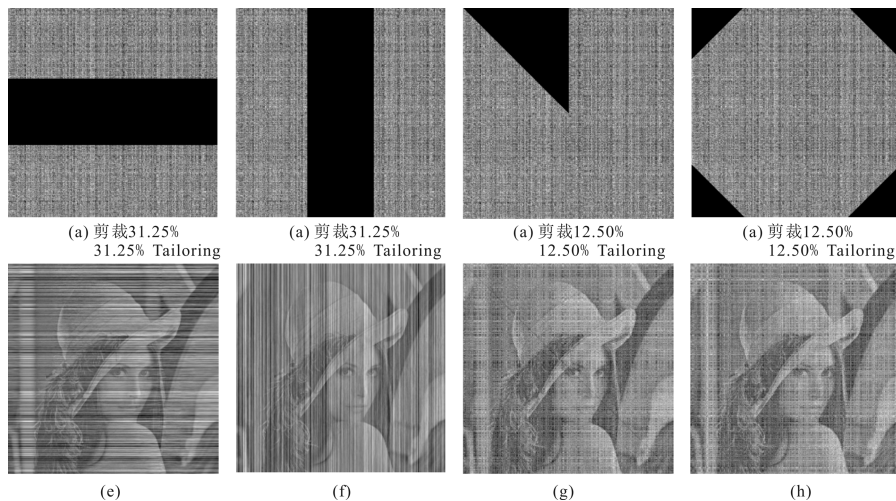 (a) 剪裁31.25%
31.25% Tailoring
(a) 剪裁31.25%
31.25% Tailoring
(a) 剪裁12.50%
12.50% Tailoring
(a) 剪裁12.50%
12.50% Tailoring
(e)
(f)
(g)
(h)